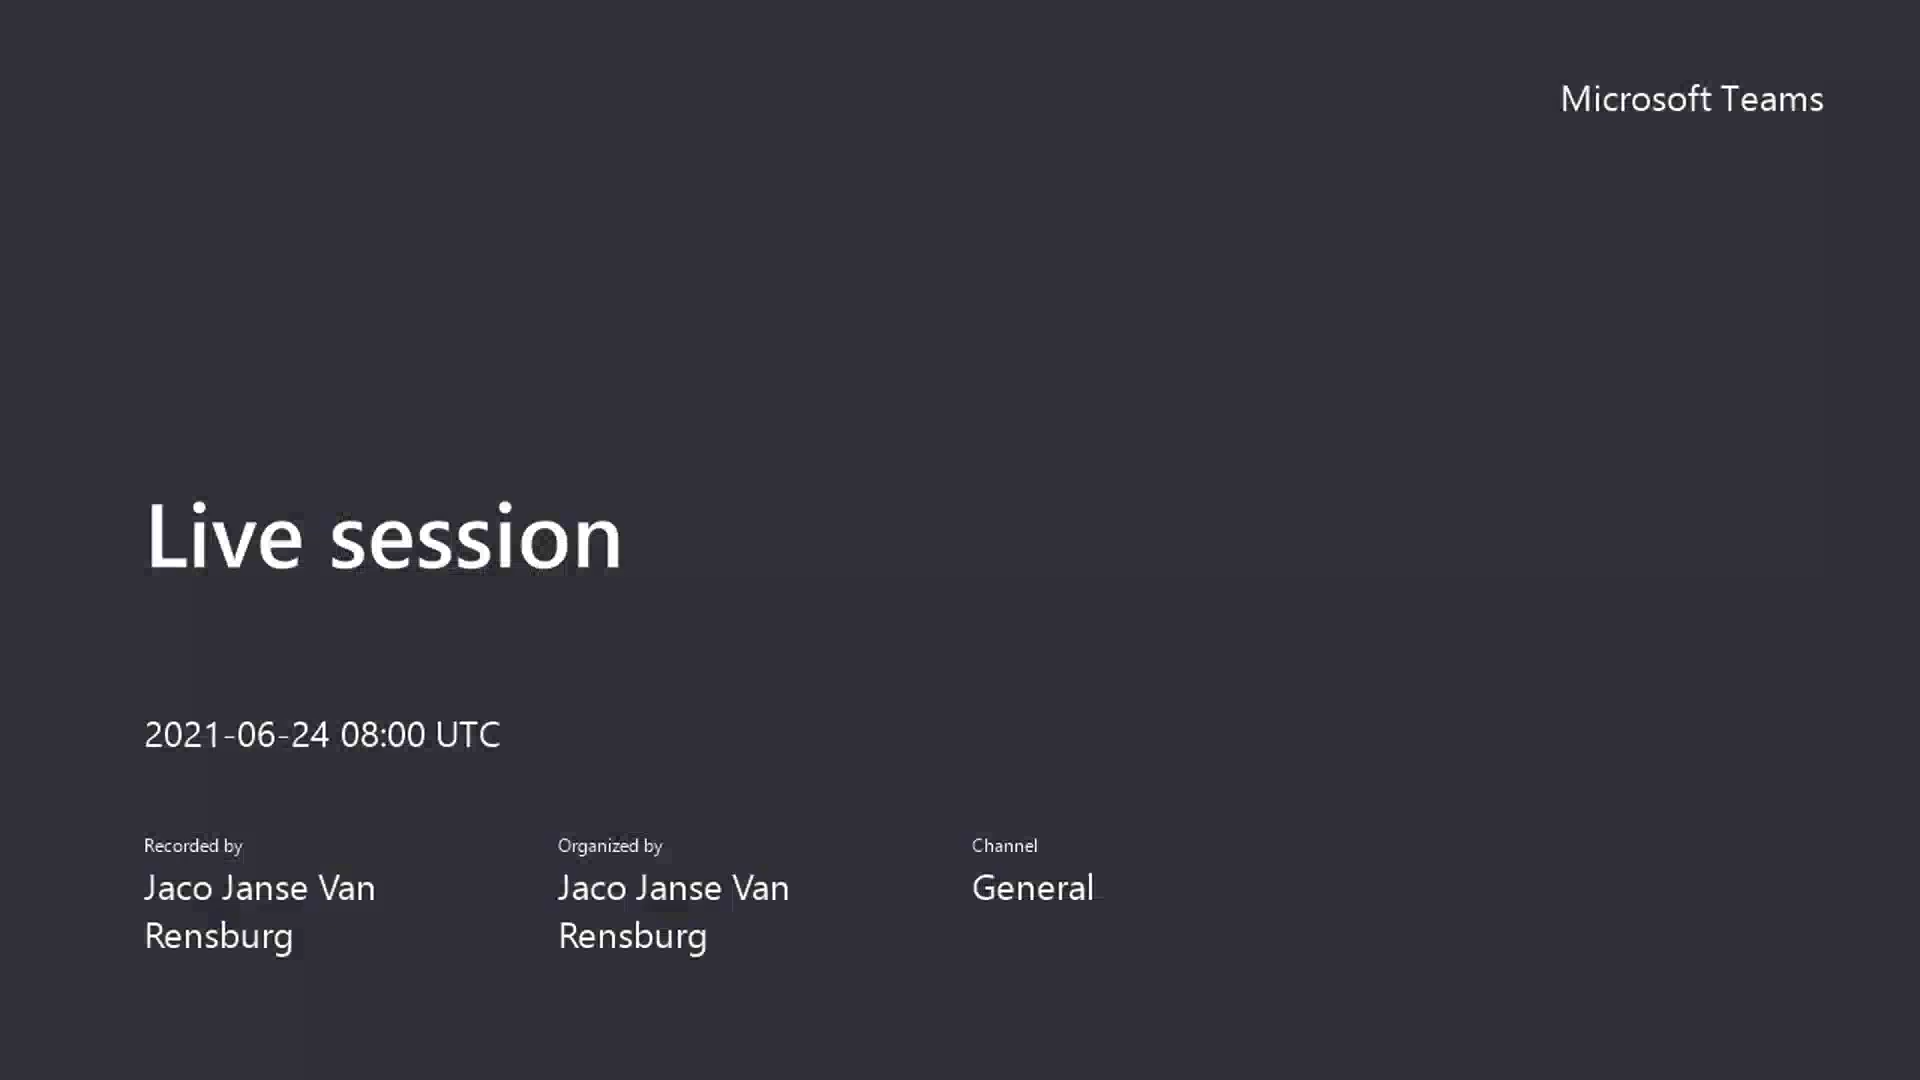 Microsoft Teams
Live session
2021-06-24 08:00 UTC
Recorded by
Jaco Janse Van
Rensburg
Organized by
Jaco Janse Van
Rensburg
Channel
General